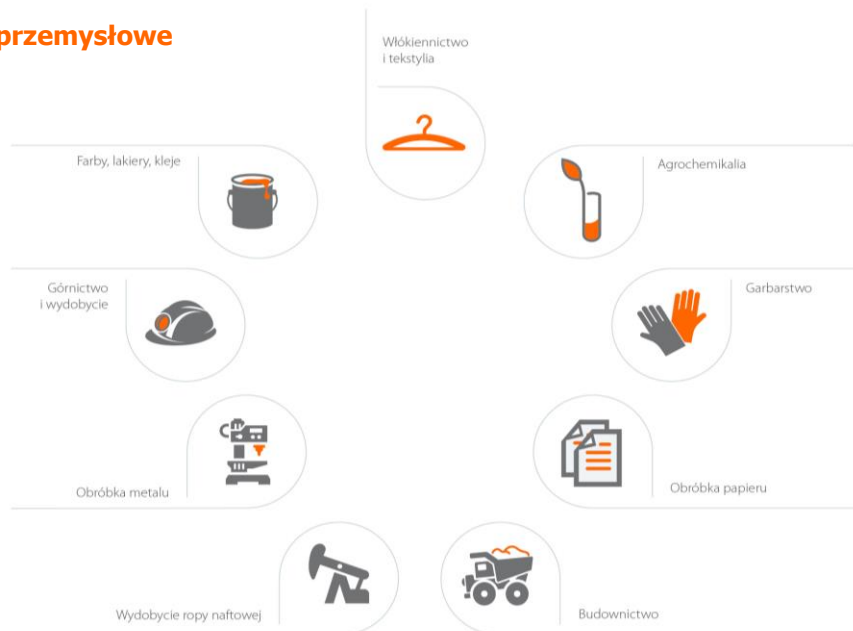 przemysłowe
Włókiennictwo
i tekstylia
Farby, lakiery, kleje
Agrochemikalia
Górnictwo
i wydobycie
Garbarstwo
Obróbka metalu
Obróbka papieru
Wydobycie ropy naftowej
Budownictwo